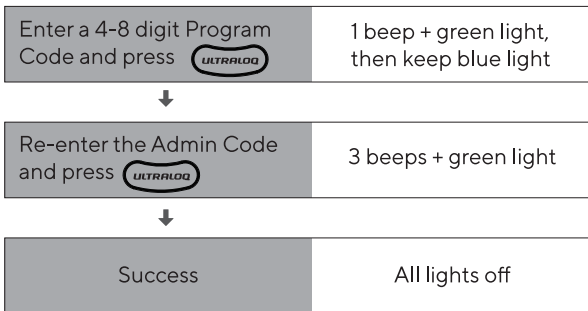 Enter a 4-8 digit Program
Code and press ULTRALOQ
1 beep + green light,
then keep blue light
Re-enter the Admin Code
and press ULTRALOQ
3 beeps + green light
Success
All lights off